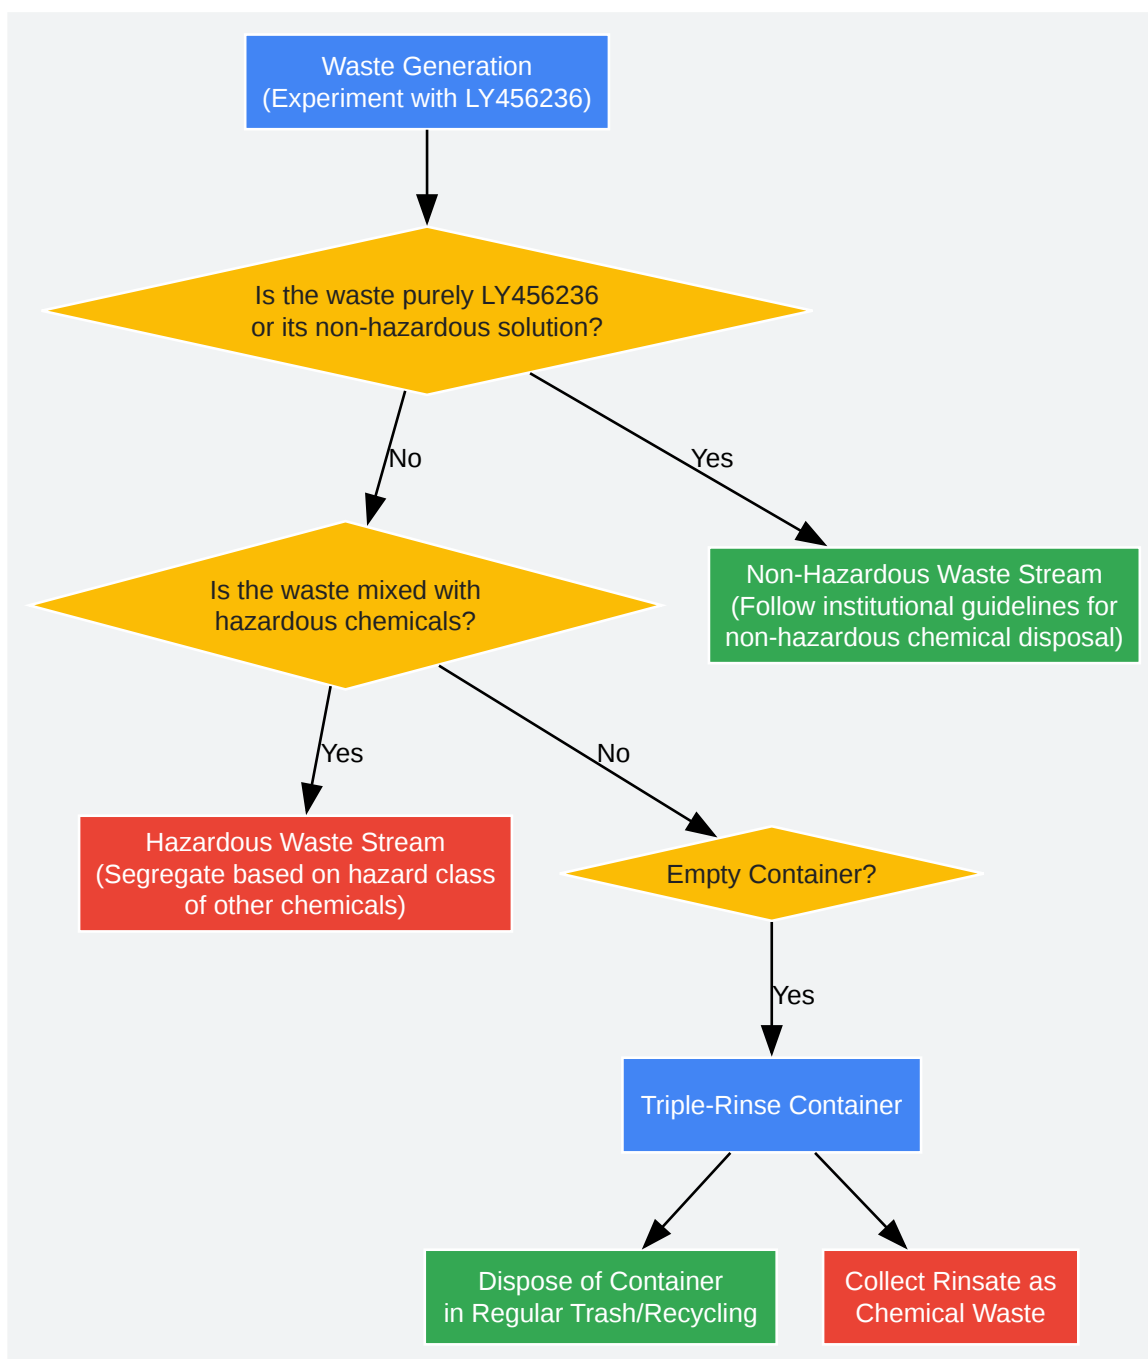 Waste Generation
(Experiment with LY456236)
Is the waste purely LY456236
or its non-hazardous solution?
No
Yes
Is the waste mixed with
hazardous chemicals?
Non-Hazardous Waste Stream
(Follow institutional guidelines for
non-hazardous chemical disposal)
Yes
No
Hazardous Waste Stream
(Segregate based on hazard class
of other chemicals)
Empty Container?
Yes
Triple-Rinse Container
Dispose of Container
in Regular Trash/Recycling
Collect Rinsate as
Chemical Waste